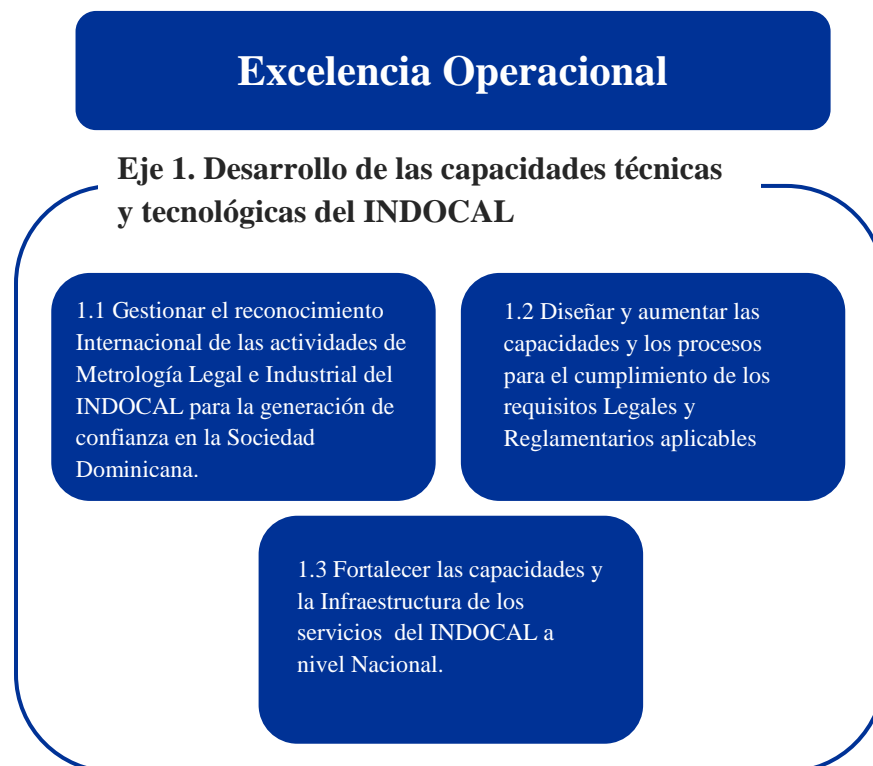 Excelencia Operacional
Eje 1. Desarrollo de las capacidades técnicas
y tecnológicas del INDOCAL
1.1 Gestionar el reconocimiento
Internacional de las actividades de
Metrología Legal e Industrial del
INDOCAL para la generación de
confianza en la Sociedad
Dominicana.
1.2 Diseñar y aumentar las
capacidades y los procesos
para el cumplimiento de los
requisitos Legales y
Reglamentarios aplicables
1.3 Fortalecer las capacidades y
la Infraestructura de los
servicios  del INDOCAL a
nivel Nacional.